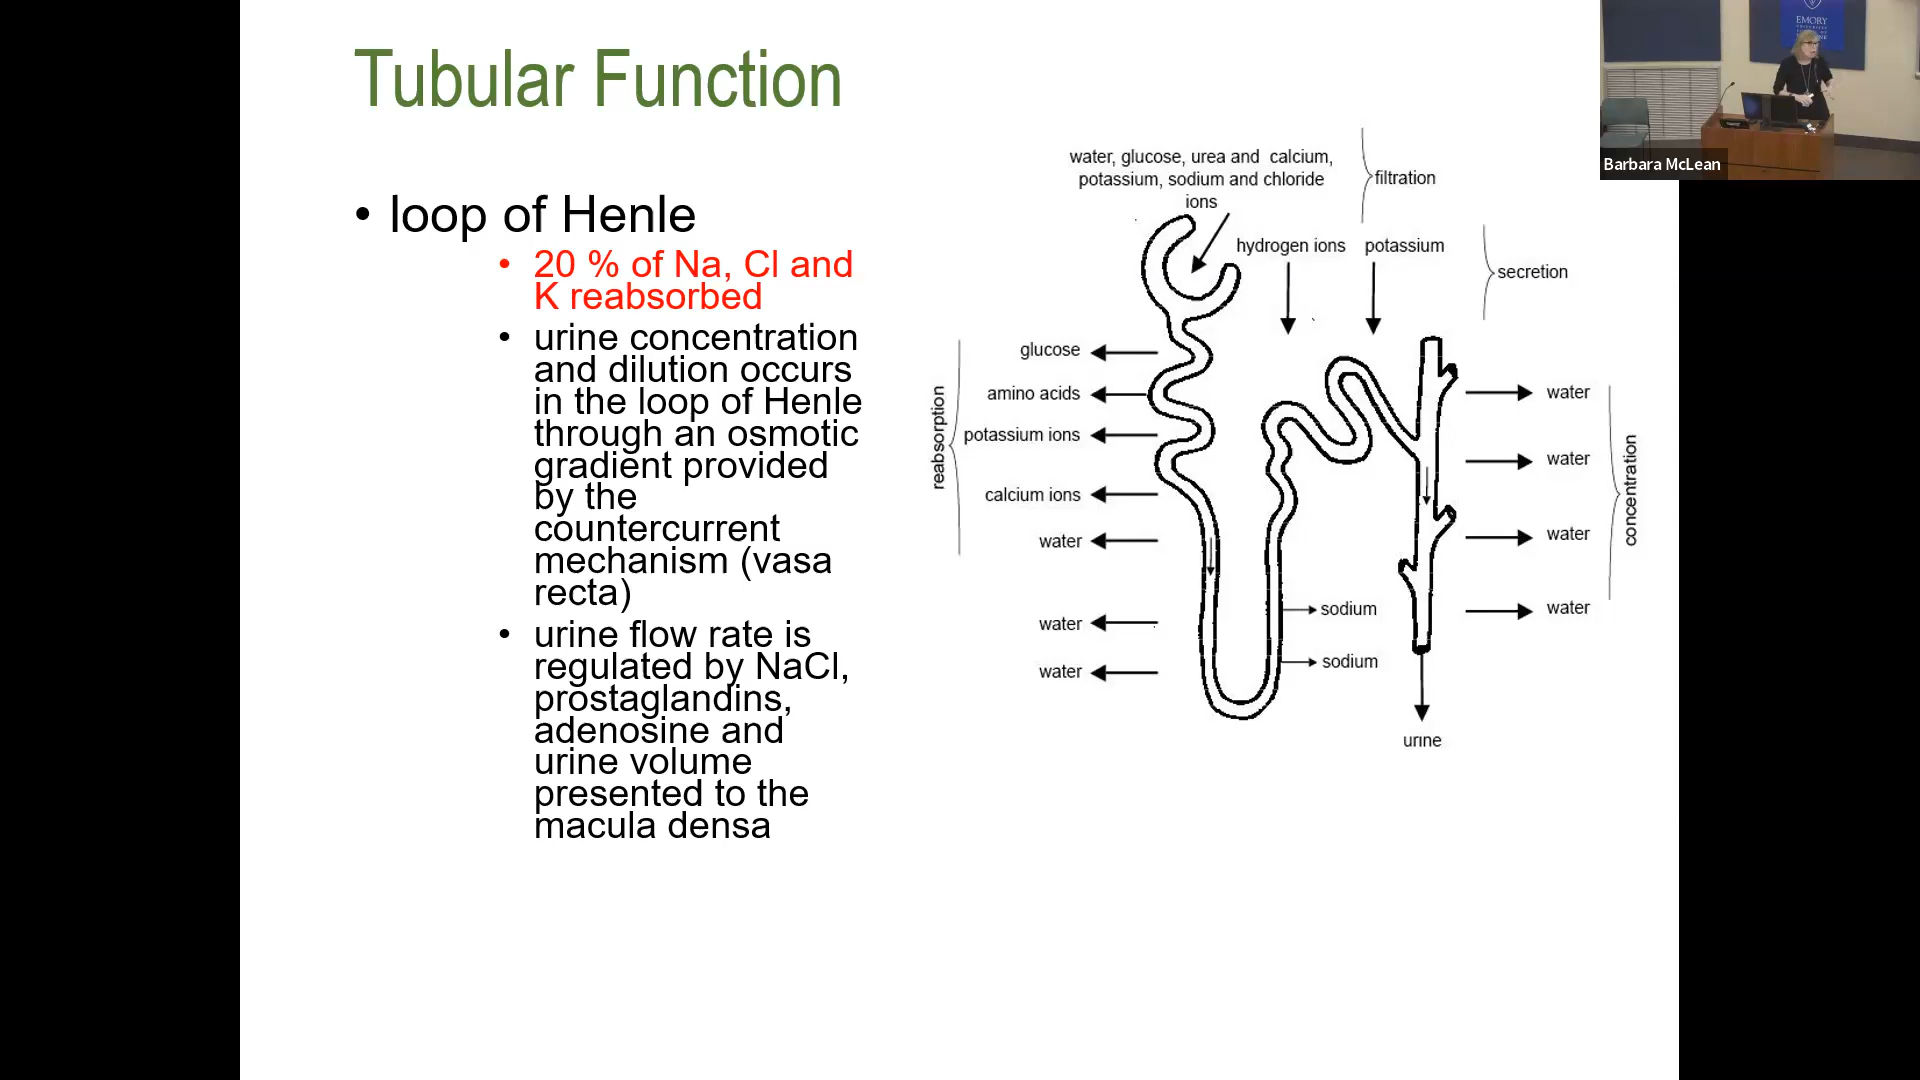 Tubular Function
• loop of Henle
• 20 % of Na, Cl and
K reabsorbed
• urine concentration
and dilution occurs
in the loop of Henle
through an osmotic
gradient provided
by the
countercurrent
mechanism (vasa
recta)
• urine flow rate is
regulated by NaCl,
prostaglandins,
adenosine and
urine volume
presented to the
macula densa
water, glucose, urea and calcium,
potassium, sodium and chloride
ions
filtration
hydrogen ions
potassium
secretion
reabsorption
glucose
amino acids
potassium ions
calcium ions
water
water
water
sodium
sodium
water
water
water
water
concentration
urine
EMORY
Barbara McLean